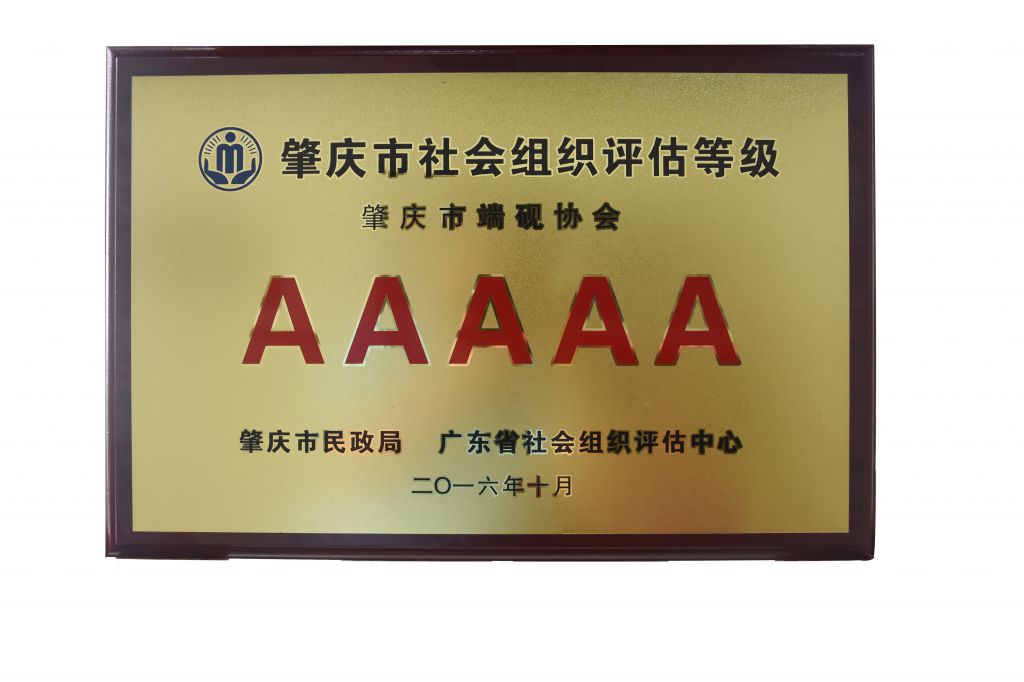 肇庆市社会组织评估等级
肇庆市端砚协会
AAAAA
肇庆市民政局 广东省社会组织评估中心
二〇一六年十月